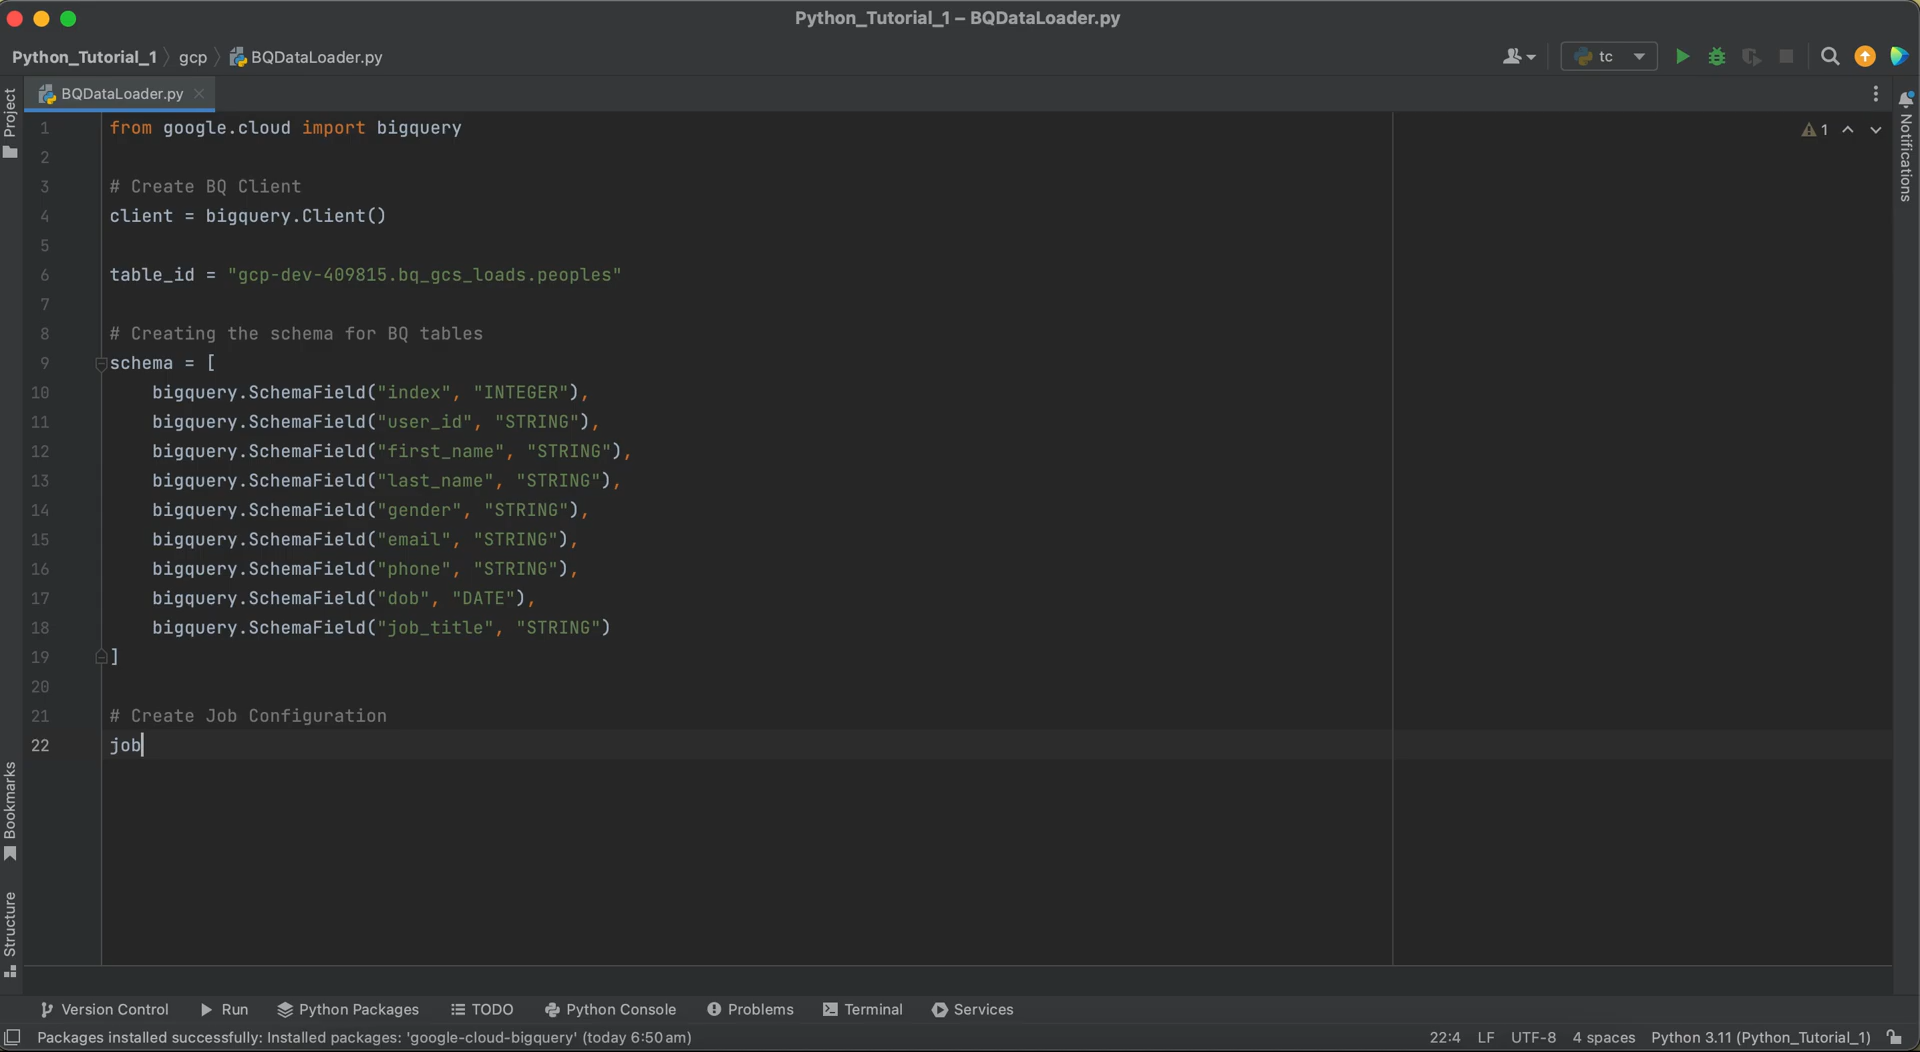 Python_Tutorial_1 – BQDataLoader.py
Python_Tutorial_1 gcp BQDataLoader.py
tc
BQDataLoader.py
Project
Notifications
1
1 from google.cloud import bigquery
2
3 # Create BQ Client
4 client = bigquery.Client()
5
6 table_id = "gcp-dev-409815.bq_gcs_loads.peoples"
7
8 # Creating the schema for BQ tables
9 schema = [
10 bigquery.SchemaField("index", "INTEGER"),
11 bigquery.SchemaField("user_id", "STRING"),
12 bigquery.SchemaField("first_name", "STRING"),
13 bigquery.SchemaField("last_name", "STRING"),
14 bigquery.SchemaField("gender", "STRING"),
15 bigquery.SchemaField("email", "STRING"),
16 bigquery.SchemaField("phone", "STRING"),
17 bigquery.SchemaField("dob", "DATE"),
18 bigquery.SchemaField("job_title", "STRING")
19 ]
20
21 # Create Job Configuration
22 job
Bookmarks
Structure
Version Control Run Python Packages TODO Python Console Problems Terminal Services
Packages installed successfully: Installed packages: 'google-cloud-bigquery' (today 6:50 am) 22:4 LF UTF-8 4 spaces Python 3.11 (Python_Tutorial_1)